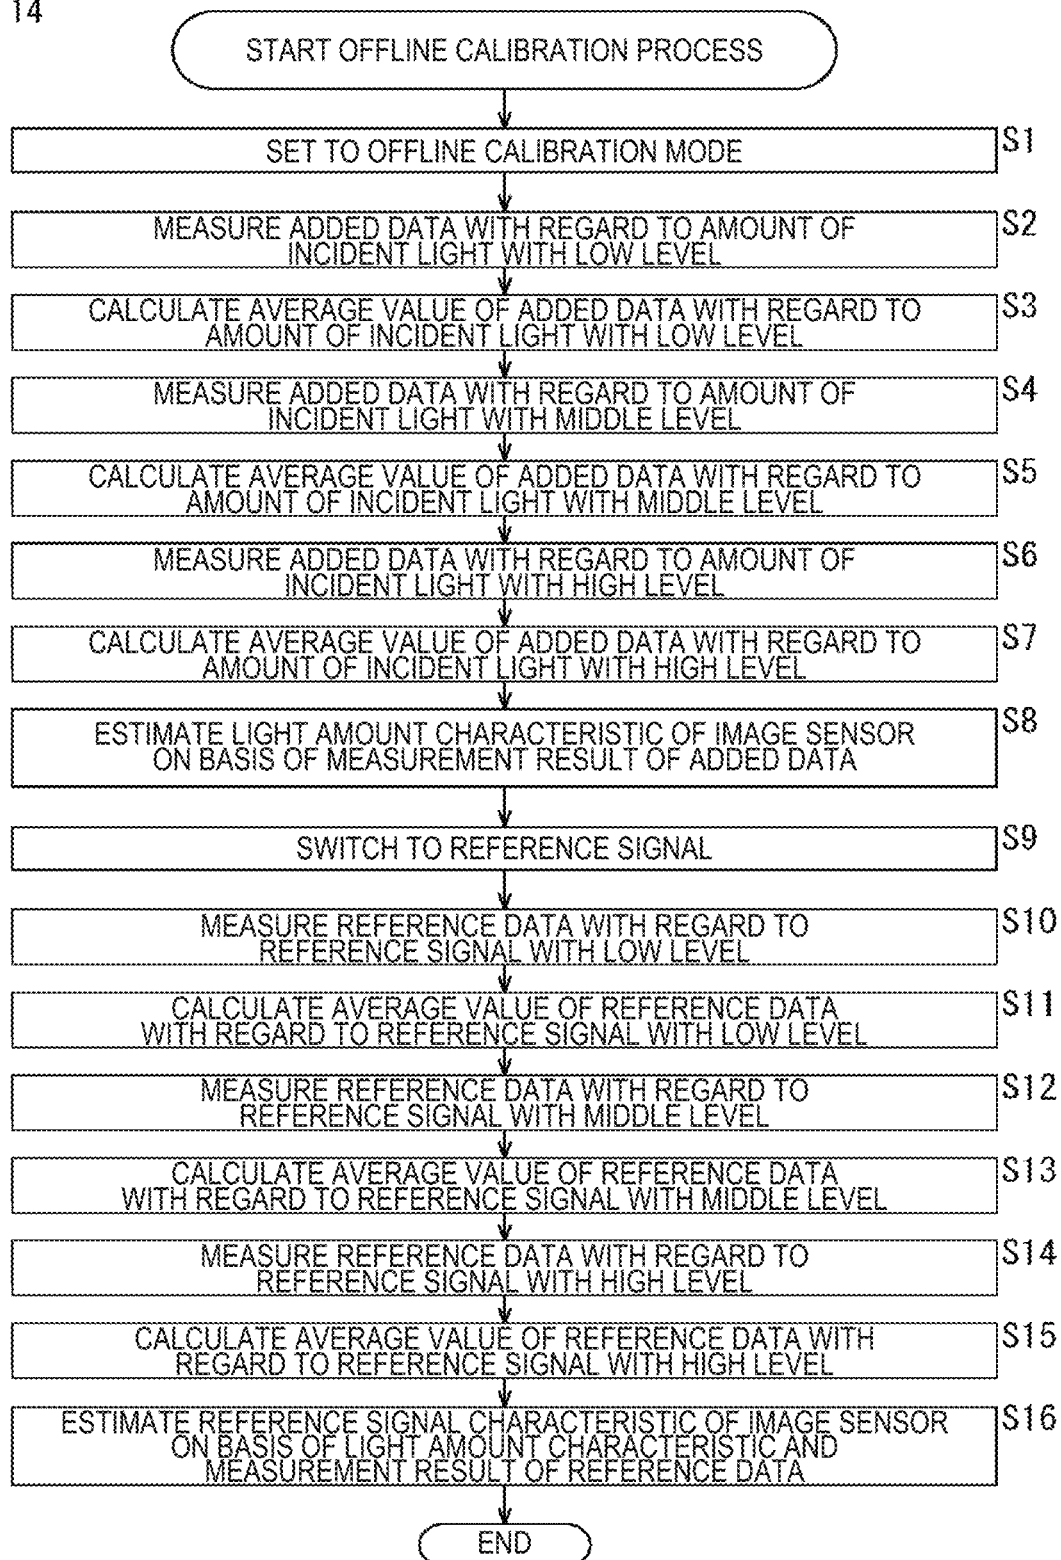 14
START OFFLINE CALIBRATION PROCESS
SET TO OFFLINE CALIBRATION MODE
S1
MEASURE ADDED DATA WITH REGARD TO AMOUNT OF
INCIDENT LIGHT WITH LOW LEVEL
S2
CALCULATE AVERAGE VALUE OF ADDED DATA WITH REGARD TO
AMOUNT OF INCIDENT LIGHT WITH LOW LEVEL
S3
MEASURE ADDED DATA WITH REGARD TO AMOUNT OF
INCIDENT LIGHT WITH MIDDLE LEVEL
S4
CALCULATE AVERAGE VALUE OF ADDED DATA WITH REGARD TO
AMOUNT OF INCIDENT LIGHT WITH MIDDLE LEVEL
S5
MEASURE ADDED DATA WITH REGARD TO AMOUNT OF
INCIDENT LIGHT WITH HIGH LEVEL
S6
CALCULATE AVERAGE VALUE OF ADDED DATA WITH REGARD TO
AMOUNT OF INCIDENT LIGHT WITH HIGH LEVEL
S7
ESTIMATE LIGHT AMOUNT CHARACTERISTIC OF IMAGE SENSOR
ON BASIS OF MEASUREMENT RESULT OF ADDED DATA
S8
SWITCH TO REFERENCE SIGNAL
S9
MEASURE REFERENCE DATA WITH REGARD TO
REFERENCE SIGNAL WITH LOW LEVEL
S10
CALCULATE AVERAGE VALUE OF REFERENCE DATA
WITH REGARD TO REFERENCE SIGNAL WITH LOW LEVEL
S11
MEASURE REFERENCE DATA WITH REGARD TO
REFERENCE SIGNAL WITH MIDDLE LEVEL
S12
CALCULATE AVERAGE VALUE OF REFERENCE DATA
WITH REGARD TO REFERENCE SIGNAL WITH MIDDLE LEVEL
S13
MEASURE REFERENCE DATA WITH REGARD TO
REFERENCE SIGNAL WITH HIGH LEVEL
S14
CALCULATE AVERAGE VALUE OF REFERENCE DATA WITH
REGARD TO REFERENCE SIGNAL WITH HIGH LEVEL
S15
ESTIMATE REFERENCE SIGNAL CHARACTERISTIC OF IMAGE SENSOR
ON BASIS OF LIGHT AMOUNT CHARACTERISTIC AND
MEASUREMENT RESULT OF REFERENCE DATA
S16
END